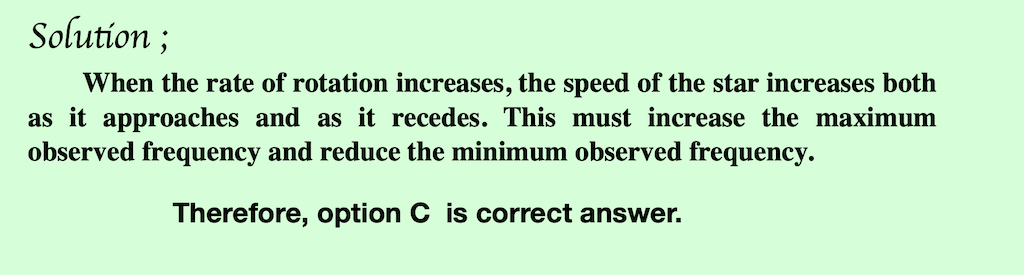 Solution ;
When the rate of rotation increases, the speed of the star increases both
as it approaches and as it recedes. This must increase the maximum
observed frequency and reduce the minimum observed frequency.
Therefore, option C is correct answer.